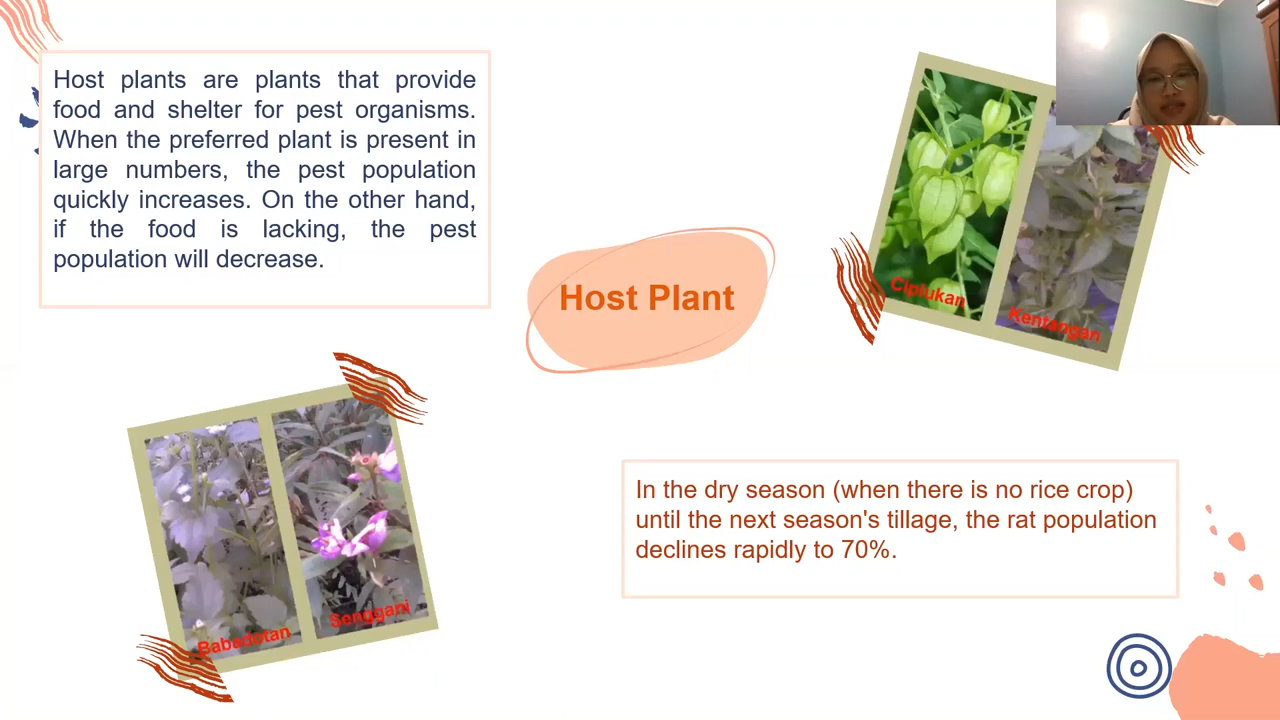 Host plants are plants that provide
food and shelter for pest organisms.
When the preferred plant is present in
large numbers, the pest population
quickly increases. On the other hand,
if the food is lacking, the pest
population will decrease.
Host Plant
Ciplukan
Kentangan
Babadotan
Senggani
In the dry season (when there is no rice crop)
until the next season's tillage, the rat population
declines rapidly to 70%.